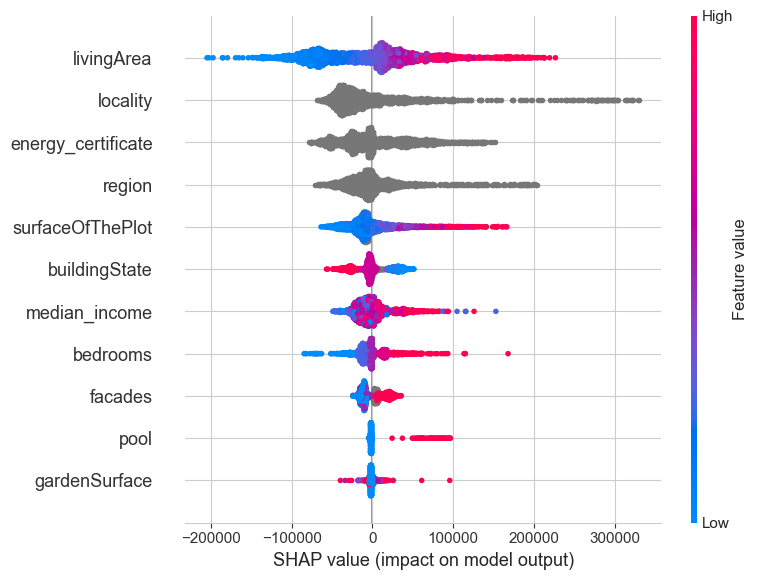 High
livingArea
locality
energy_certificate
region
surfaceOfThePlot
buildingState
median_income
bedrooms
facades
pool
gardenSurface
Feature value
Low
−200000 −100000 0 100000 200000 300000
SHAP value (impact on model output)